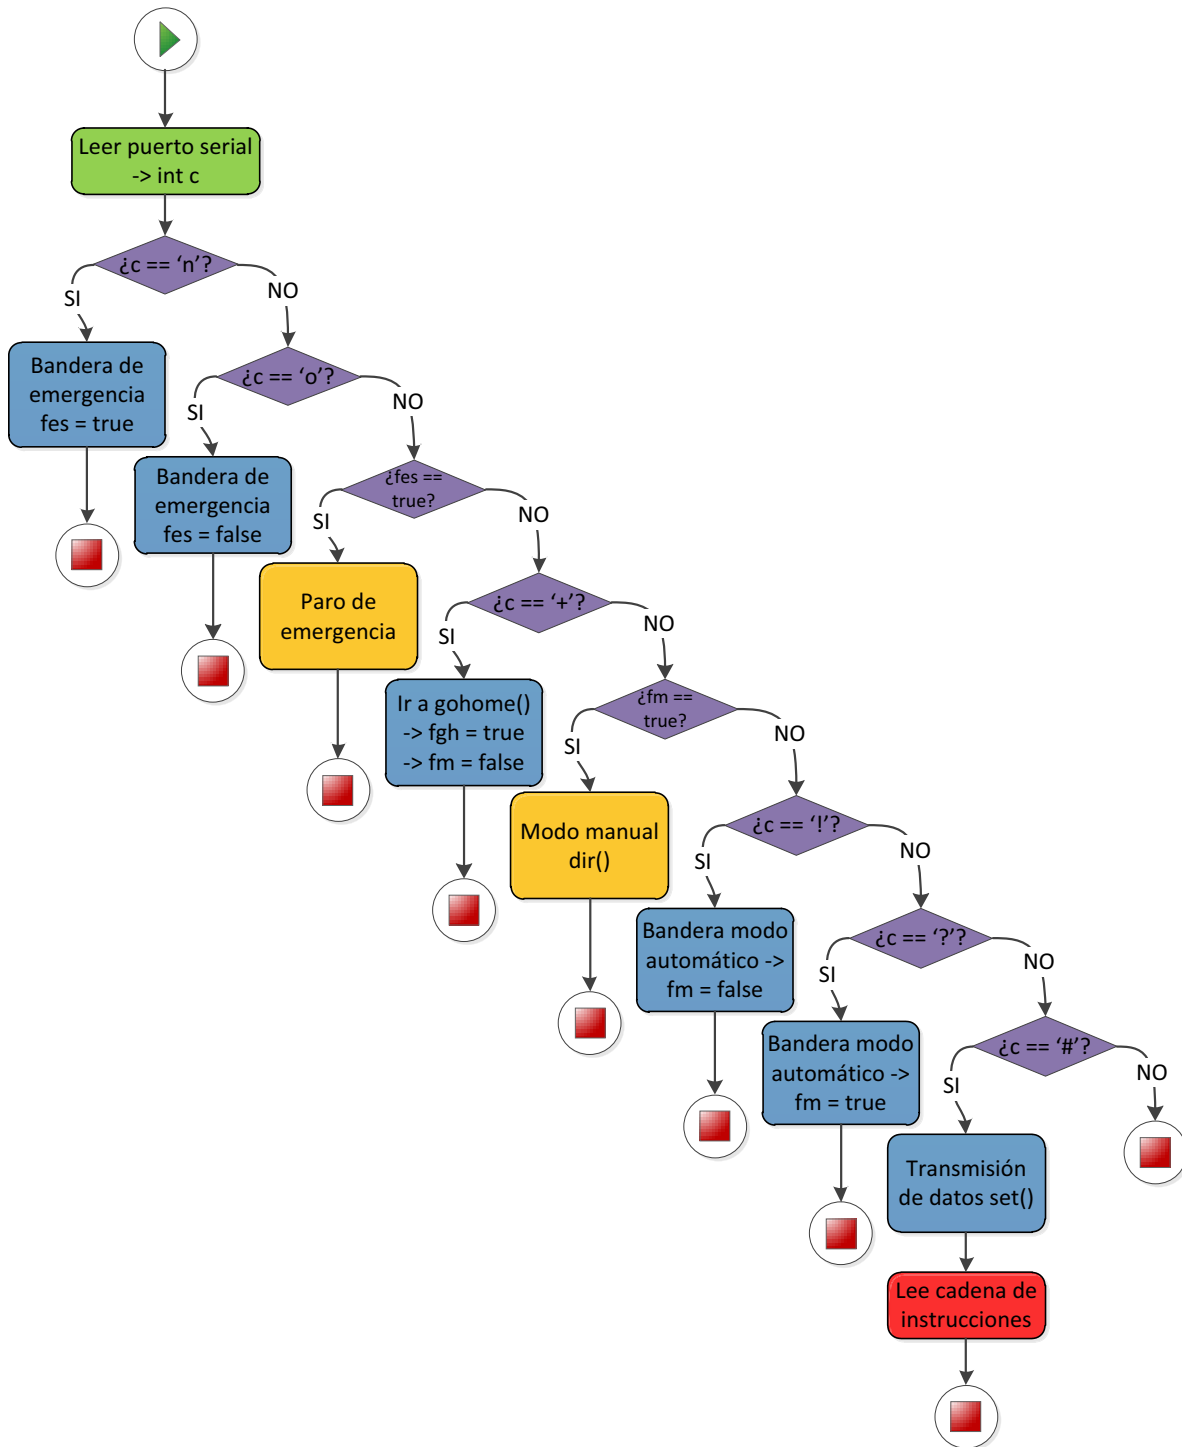 Leer puerto serial
-> int c
¿c == ‘n’?
SI
NO
Bandera de
emergencia
fes = true
¿c == ‘o’?
SI
NO
Bandera de
emergencia
fes = false
¿fes ==
true?
SI
NO
Paro de
emergencia
¿c == ‘+’?
SI
NO
Ir a gohome()
-> fgh = true
-> fm = false
¿fm ==
true?
SI
NO
Modo manual
dir()
¿c == ‘!’?
SI
NO
Bandera modo
automático ->
fm = false
¿c == ‘?’?
SI
NO
Bandera modo
automático ->
fm = true
¿c == ‘#’?
SI
NO
Transmisión
de datos set()
Lee cadena de
instrucciones